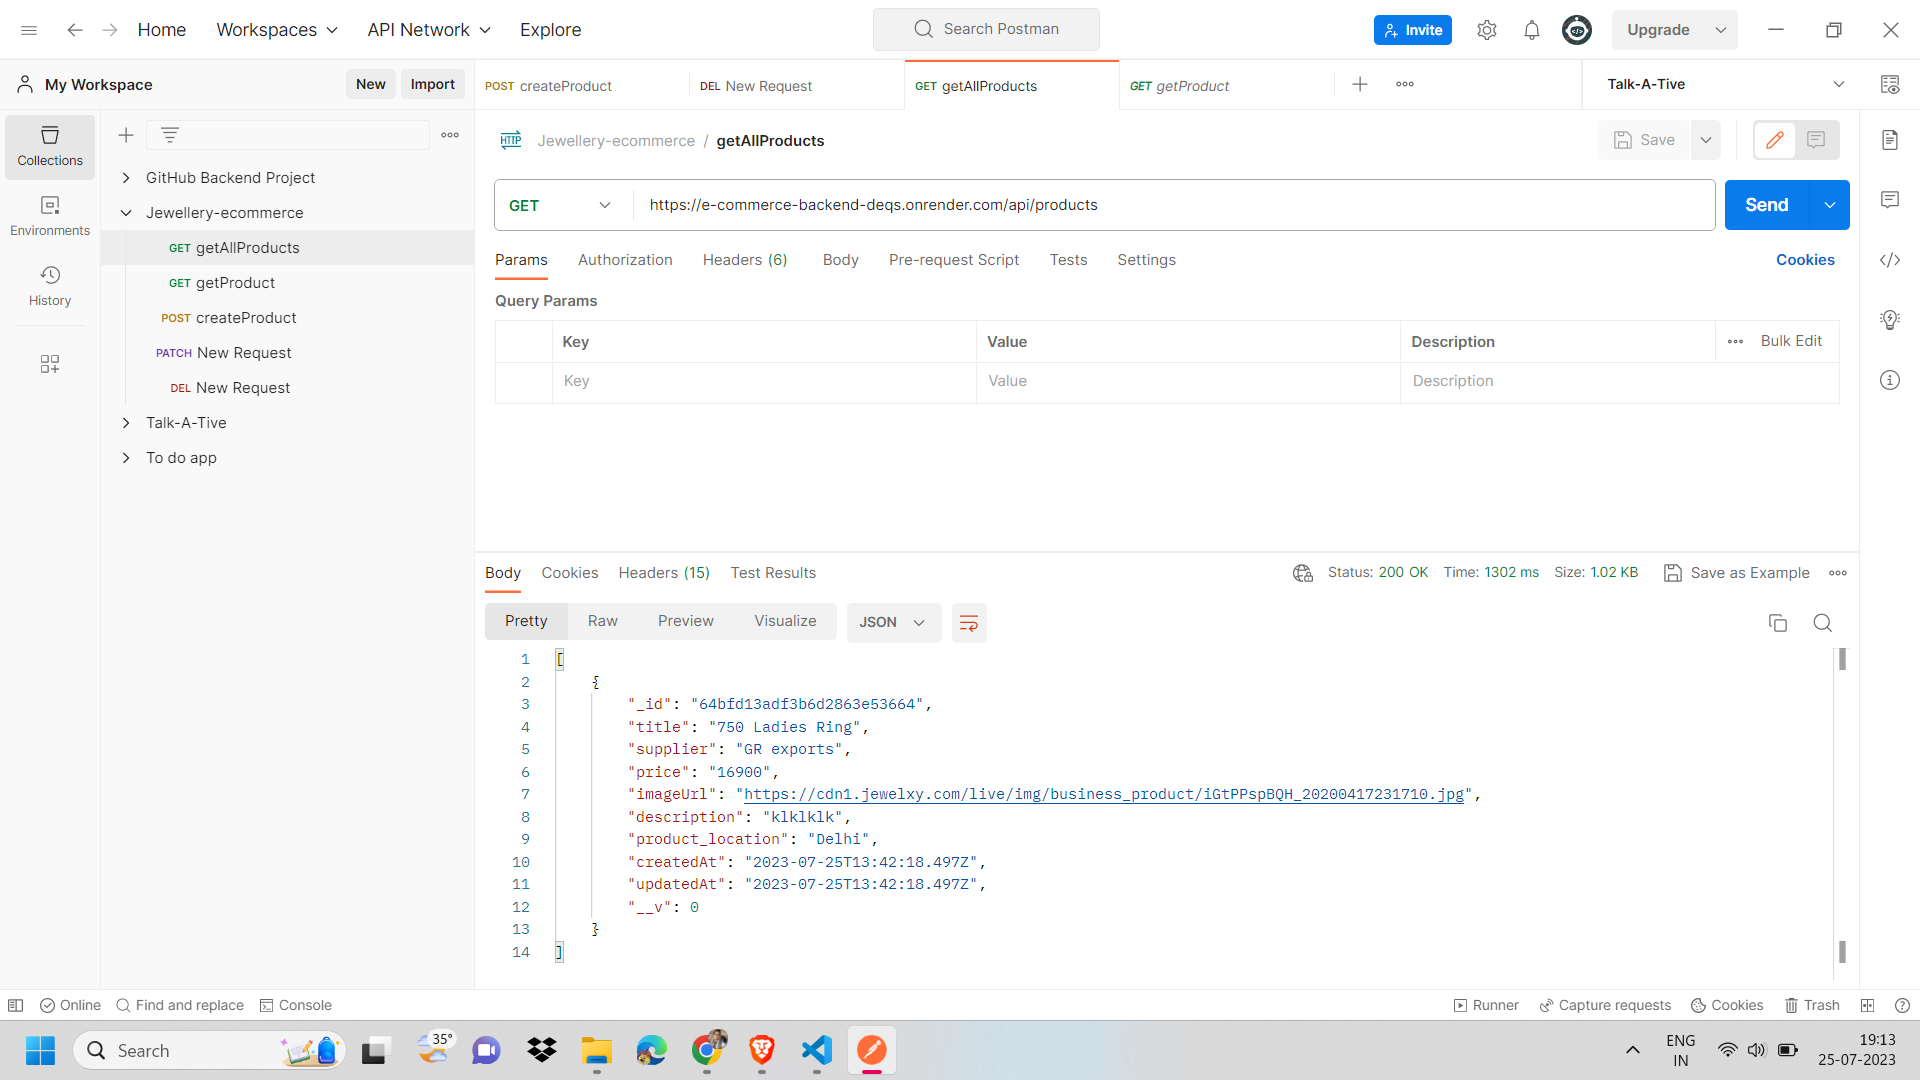 Home Workspaces API Network Explore Search Postman Invite Upgrade
My Workspace New Import POST createProduct DEL New Request GET getAllProducts GET getProduct Talk-A-Tive
Collections
Environments
History
GitHub Backend Project
Jewellery-ecommerce
GET getAllProducts
GET getProduct
POST createProduct
PATCH New Request
DEL New Request
Talk-A-Tive
To do app
HTTP Jewellery-ecommerce / getAllProducts Save
GET https://e-commerce-backend-deqs.onrender.com/api/products Send
Params Authorization Headers (6) Body Pre-request Script Tests Settings Cookies
Query Params
Key Value Description Bulk Edit
Key Value Description
Body Cookies Headers (15) Test Results Status: 200 OK Time: 1302 ms Size: 1.02 KB Save as Example
Pretty Raw Preview Visualize JSON
1 [
2 {
3 "_id": "64bfd13adf3b6d2863e53664",
4 "title": "750 Ladies Ring",
5 "supplier": "GR exports",
6 "price": "16900",
7 "imageUrl": "https://cdn1.jewelxy.com/live/img/business_product/iGtPPspBQH_20200417231710.jpg",
8 "description": "klklklk",
9 "product_location": "Delhi",
10 "createdAt": "2023-07-25T13:42:18.497Z",
11 "updatedAt": "2023-07-25T13:42:18.497Z",
12 "__v": 0
13 }
14 ]
Online Find and replace Console Runner Capture requests Cookies Trash
Search 35° ENG 19:13
IN 25-07-2023